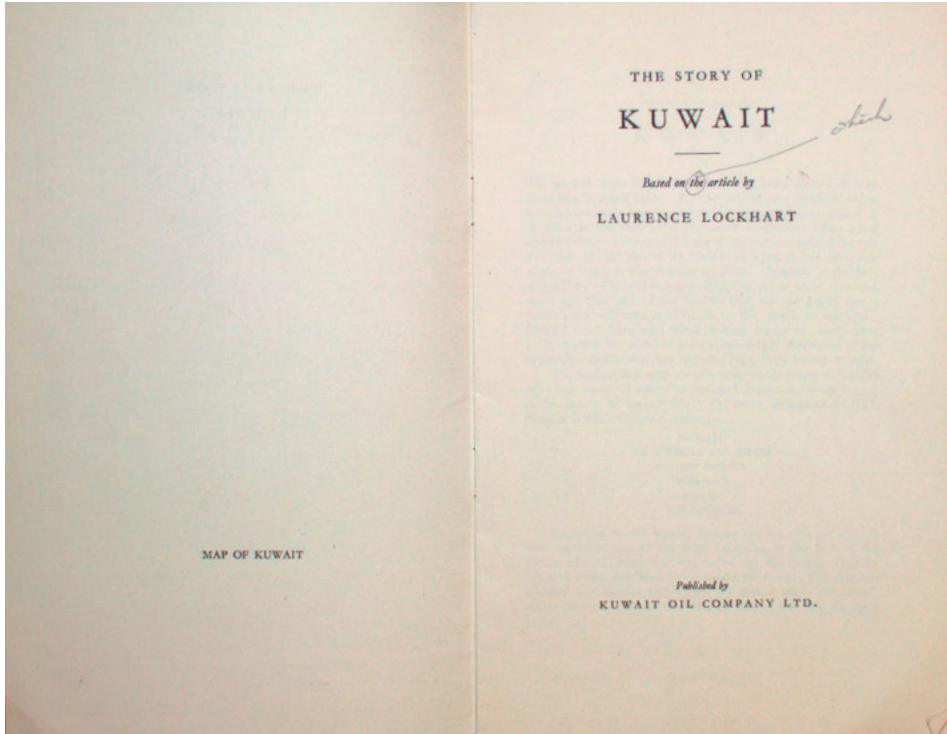 MAP OF KUWAIT
THE STORY OF
KUWAIT
Based on the article by
LAURENCE LOCKHART
Published by
KUWAIT OIL COMPANY LTD.